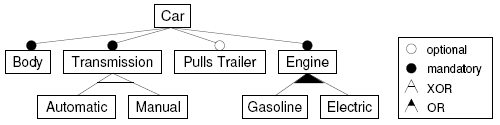 Car
Body
Transmission
Pulls Trailer
Engine
Automatic
Manual
Gasoline
Electric
optional
mandatory
XOR
OR